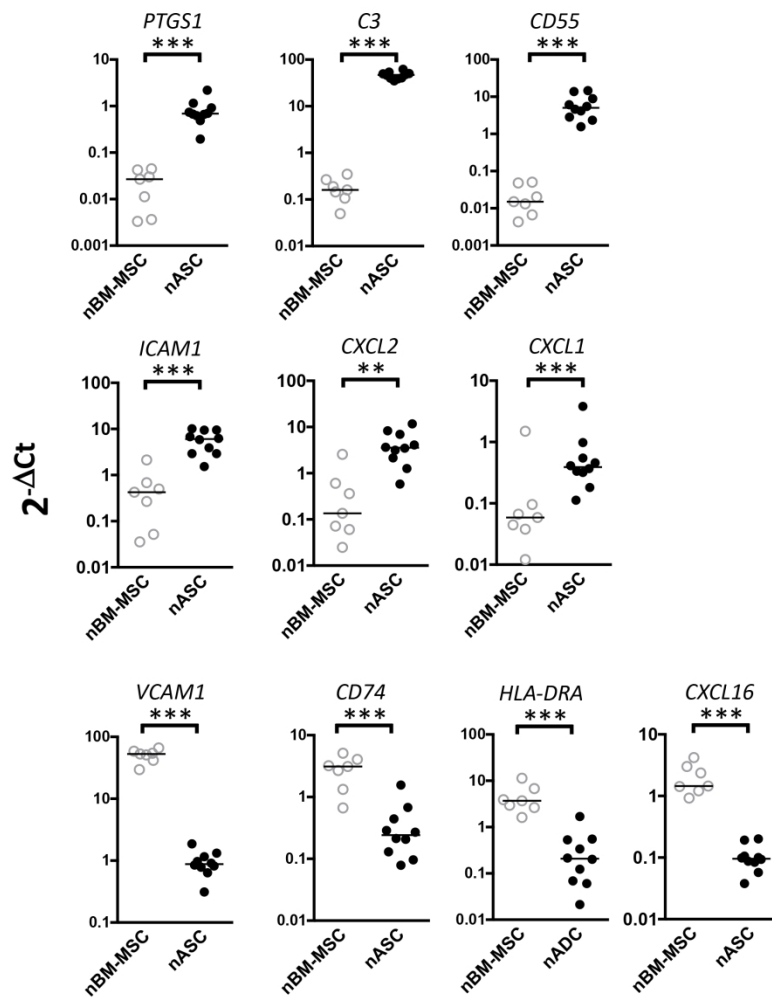 PTGS1 C3 CD55
*** *** ***
10 100 100
1 10 10
0.1 1 1
0.01 0.1 0.1
0.001 0.01 0.01
0.001
nBM-MSC nASC nBM-MSC nASC nBM-MSC nASC
2-ΔCt
ICAM1 CXCL2 CXCL1
*** ** ***
100 100 10
10 10 1
1 1 0.1
0.1 0.1 0.01
0.01 0.01
nBM-MSC nASC nBM-MSC nASC nBM-MSC nASC
VCAM1 CD74 HLA-DRA CXCL16
*** *** *** ***
100 10 100 10
10 1 10 1
1 0.1 1 0.1
0.1 0.01 0.1 0.01
0.01
nBM-MSC nASC nBM-MSC nASC nBM-MSC nADC nBM-MSC nASC